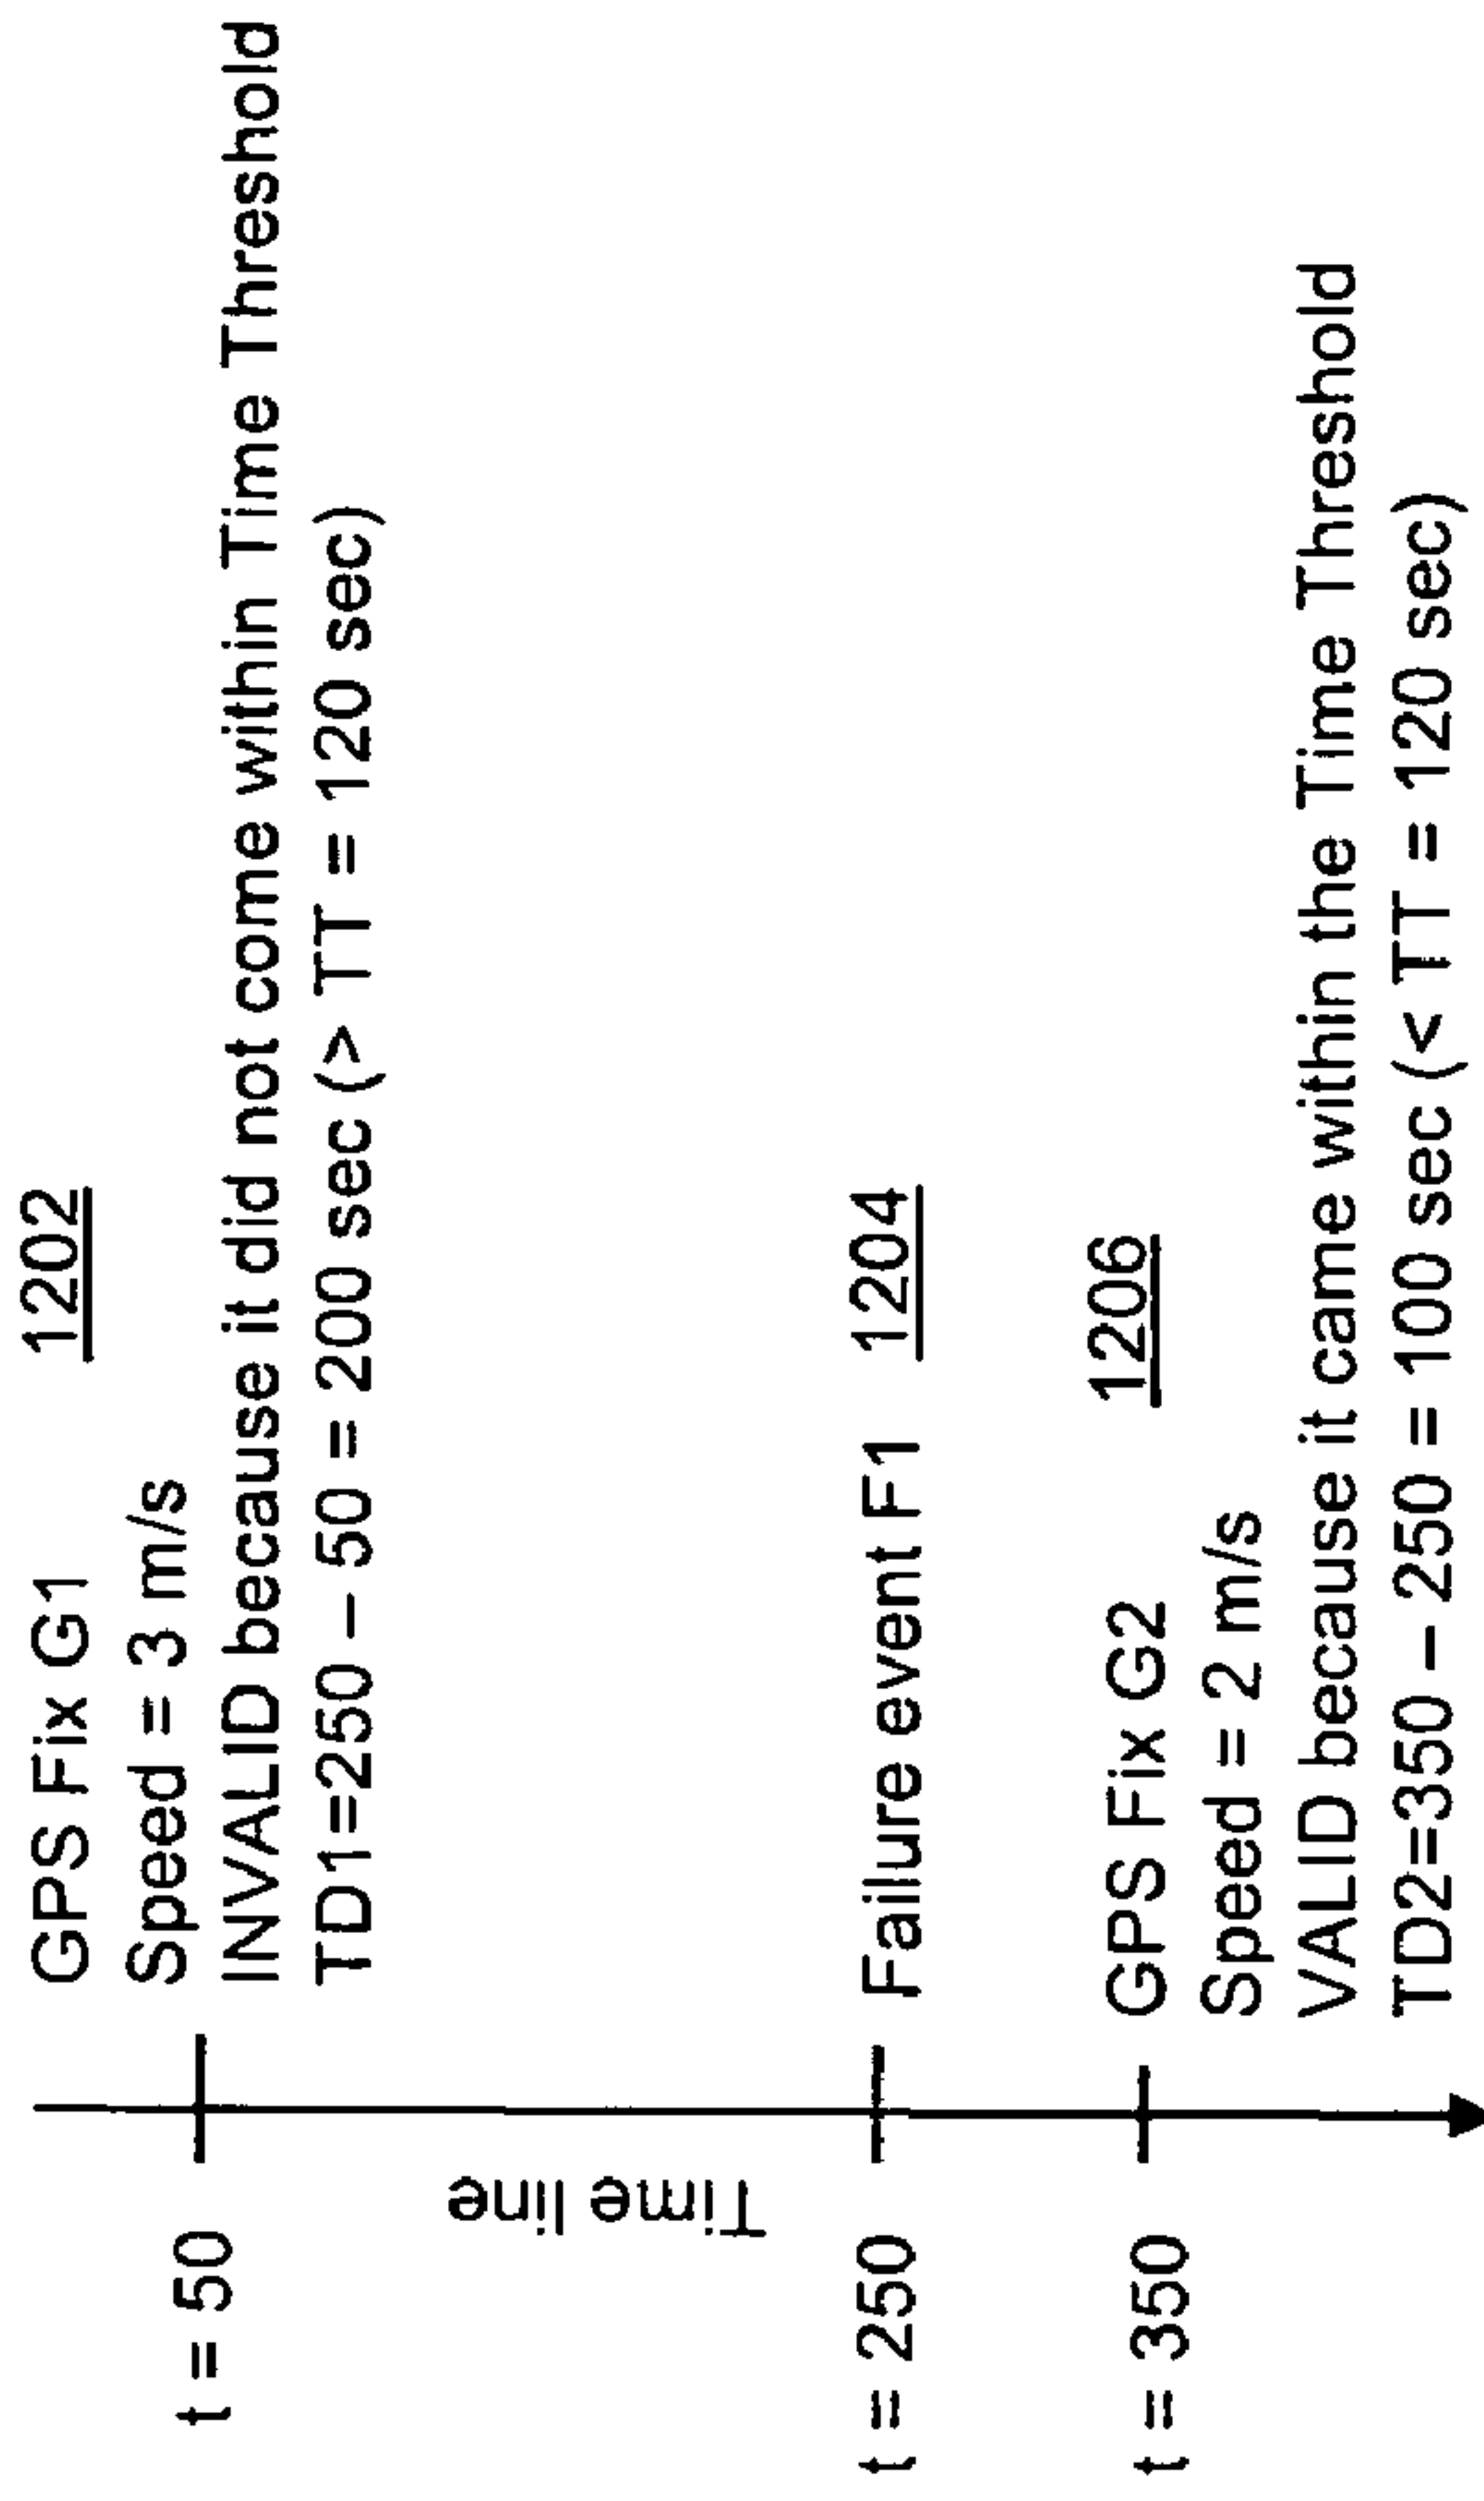 GPS Fix G1 1202
Speed = 3 m/s
t = 50
INVALID because it did not come within Time Threshold
TD1=250 – 50 = 200 sec (> TT = 120 sec)
Time line
t = 250
Failure event F1 1204
GPS Fix G2 1206
t = 350
Speed = 2 m/s
VALID because it came within the Time Threshold
TD2=350 – 250 = 100 sec (< TT = 120 sec)